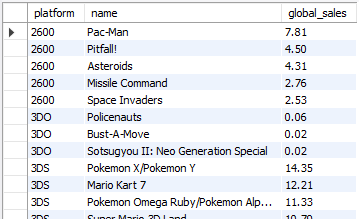 platform name global_sales
2600 Pac-Man 7.81
2600 Pitfall! 4.50
2600 Asteroids 4.31
2600 Missile Command 2.76
2600 Space Invaders 2.53
3DO Policenauts 0.06
3DO Bust-A-Move 0.02
3DO Sotsugyou II: Neo Generation Special 0.02
3DS Pokemon X/Pokemon Y 14.35
3DS Mario Kart 7 12.21
3DS Pokemon Omega Ruby/Pokemon Alp... 11.33
3DS Super Mario 3D Land 10.79